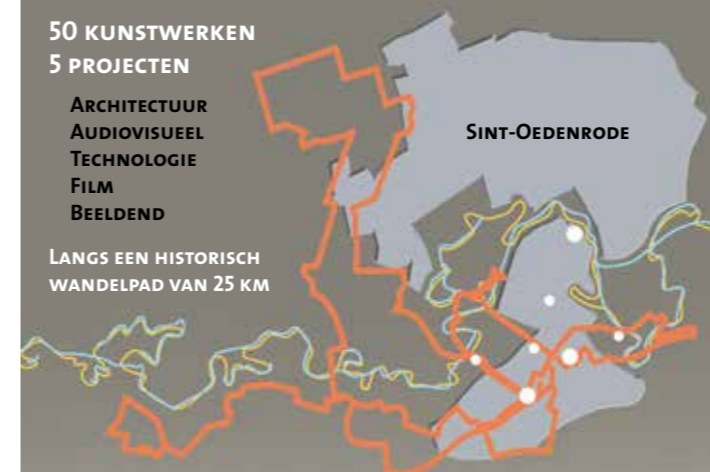 50 KUNSTWERKEN
5 PROJECTEN
ARCHITECTUUR
AUDIOVISUEEL
TECHNOLOGIE
FILM
BEELDEND
LANGS EEN HISTORISCH
WANDELPAD VAN 25 KM
SINT-OEDENRODE